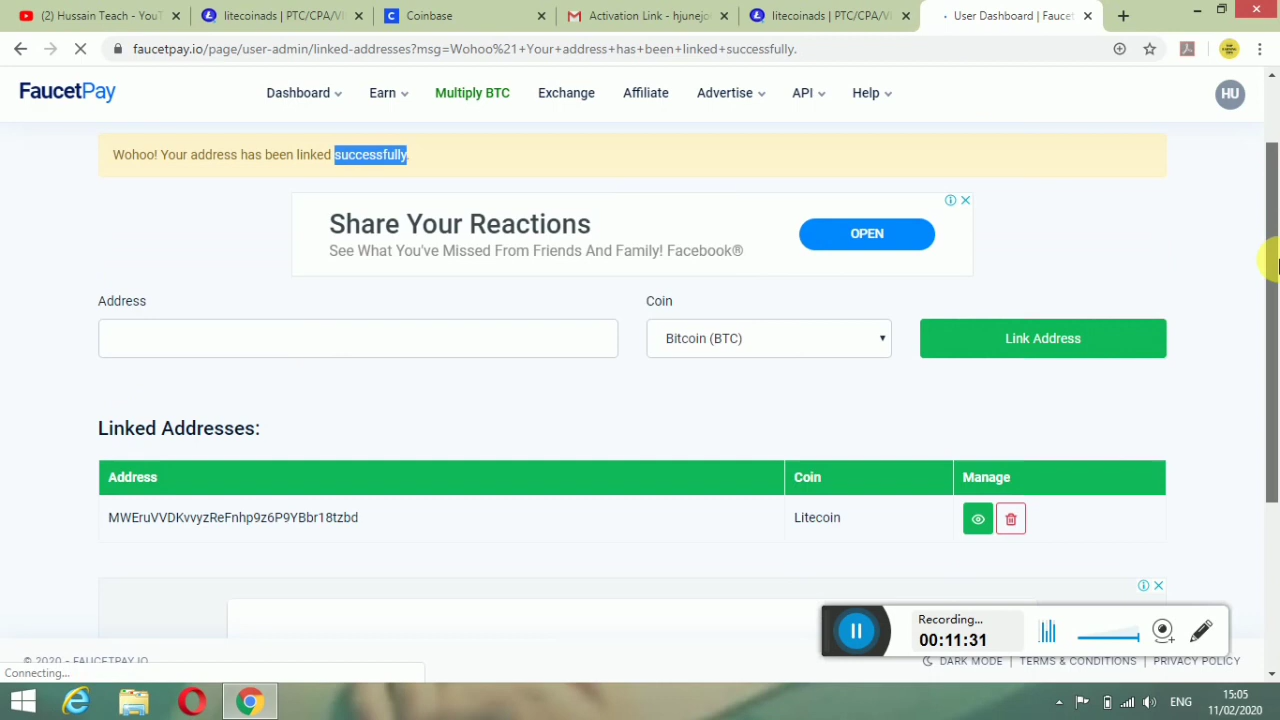 (2) Hussain Teach - YouT
litecoinads | PTC/CPA/VI
Coinbase
Activation Link - hjunejo
litecoinads | PTC/CPA/VI
User Dashboard | Faucet
faucetpay.io/page/user-admin/linked-addresses?msg=Wohoo%21+Your+address+has+been+linked+successfully.
FaucetPay
Dashboard
Earn
Multiply BTC
Exchange
Affiliate
Advertise
API
Help
HU
Wohoo! Your address has been linked successfully.
Share Your Reactions
See What You've Missed From Friends And Family! Facebook®
OPEN
Address
Coin
Bitcoin (BTC)
Link Address
Linked Addresses:
Address
Coin
Manage
MWEruVVDKvvyzReFnhp9z6P9YBbr18tzbd
Litecoin
Recording...
00:11:31
© 2020 - FAUCETPAY.IO
DARK MODE | TERMS & CONDITIONS | PRIVACY POLICY
Connecting...
ENG
15:05
11/02/2020